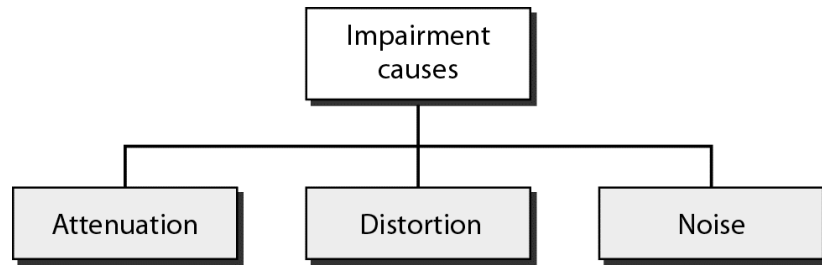 Impairment
causes
Attenuation
Distortion
Noise